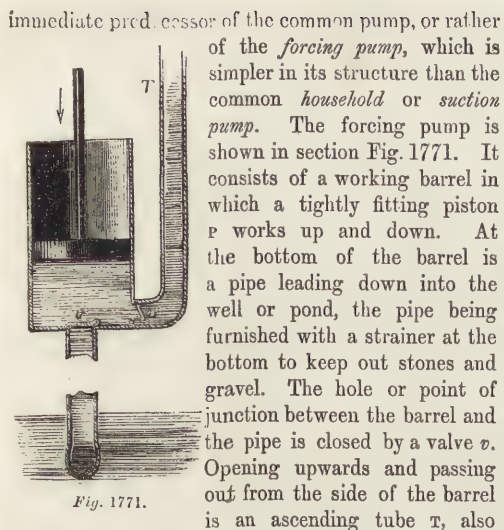 immediate pred cessor of the common pump, or rather
of the forcing pump, which is
simpler in its structure than the
common household or suction
pump. The forcing pump is
shown in section Fig. 1771. It
consists of a working barrel in
which a tightly fitting piston
P works up and down. At
the bottom of the barrel is
a pipe leading down into the
well or pond, the pipe being
furnished with a strainer at the
bottom to keep out stones and
gravel. The hole or point of
junction between the barrel and
the pipe is closed by a valve v.
Opening upwards and passing
out from the side of the barrel
is an ascending tube T, also
T
Fig. 1771.